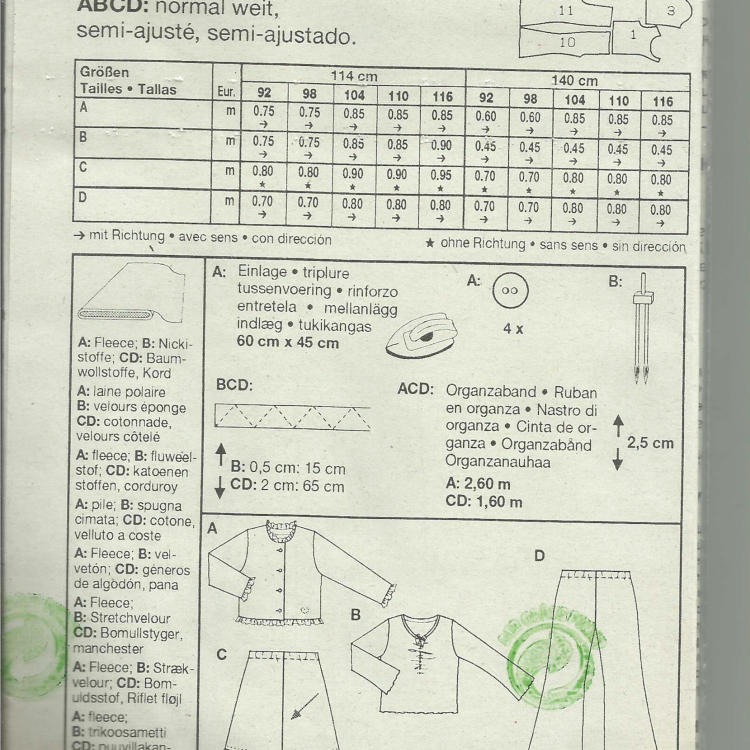 ABCD: normal weit,
semi-ajusté, semi-ajustado.
11
3
10
1
Größen
Tailles • Tallas Eur. 114 cm 140 cm
92 98 104 110 116 92 98 104 110 116
A m 0.75 0.75 0.85 0.85 0.85 0.60 0.60 0.85 0.85 0.85
→ → → → → → → → → →
B m 0.75 0.75 0.85 0.85 0.90 0.45 0.45 0.45 0.45 0.45
→ → → → → → → → → →
C m 0.80 0.80 0.90 0.90 0.95 0.70 0.70 0.80 0.80 0.80
★ ★ ★ ★ ★ ★ ★ ★ ★ ★
D m 0.70 0.70 0.80 0.80 0.80 0.70 0.70 0.80 0.80 0.80
→ → → → → → → → → →
→ mit Richtung • avec sens • con dirección
★ ohne Richtung • sans sens • sin dirección
A: Fleece; B: Nicki-
stoffe; CD: Baum-
wollstoffe, Kord
A: laine polaire
B: velours éponge
CD: cotonnade,
velours côtelé
A: fleece; B: fluweel-
stof; CD: katoenen
stoffen, corduroy
A: pile; B: spugna
cimata; CD: cotone,
velluto a coste
A: Fleece; B: vel-
vetón; CD: géneros
de algodón, pana
A: Fleece;
B: Stretchvelour
CD: Bomullstyger,
manchester
A: Fleece; B: Stræk-
velour; CD: Bom-
uldsstof, Riflet fløjl
A: fleece;
B: trikoosametti
CD: puuvillakan-
A: Einlage • triplure
tussenvoering • rinforzo
entretela • mellanlägg
indlæg • tukikangas
60 cm x 45 cm
A:
4 x
B:
BCD:
B: 0,5 cm: 15 cm
CD: 2 cm: 65 cm
ACD: Organzaband • Ruban
en organza • Nastro di
organza • Cinta de or-
ganza • Organzabånd
Organzanauhaa
A: 2,60 m
CD: 1,60 m
2,5 cm
A
B
C
D